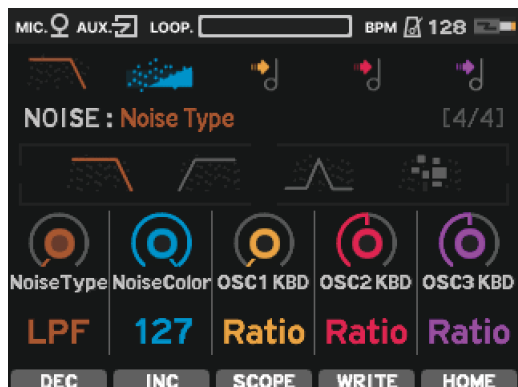 MIC. AUX. LOOP. BPM 128
NOISE : Noise Type [4/4]
NoiseType NoiseColor OSC1 KBD OSC2 KBD OSC3 KBD
LPF 127 Ratio Ratio Ratio
DEC INC SCOPE WRITE HOME